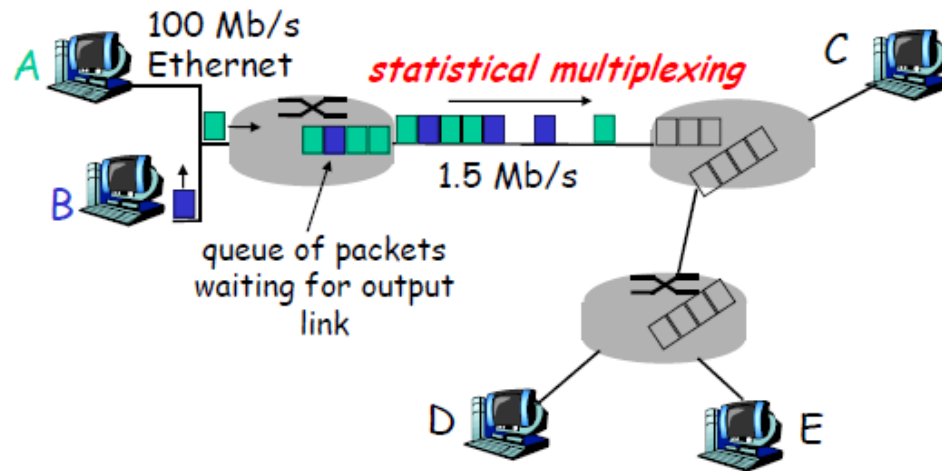 A
100 Mb/s
Ethernet
statistical multiplexing
C
B
1.5 Mb/s
queue of packets
waiting for output
link
D
E